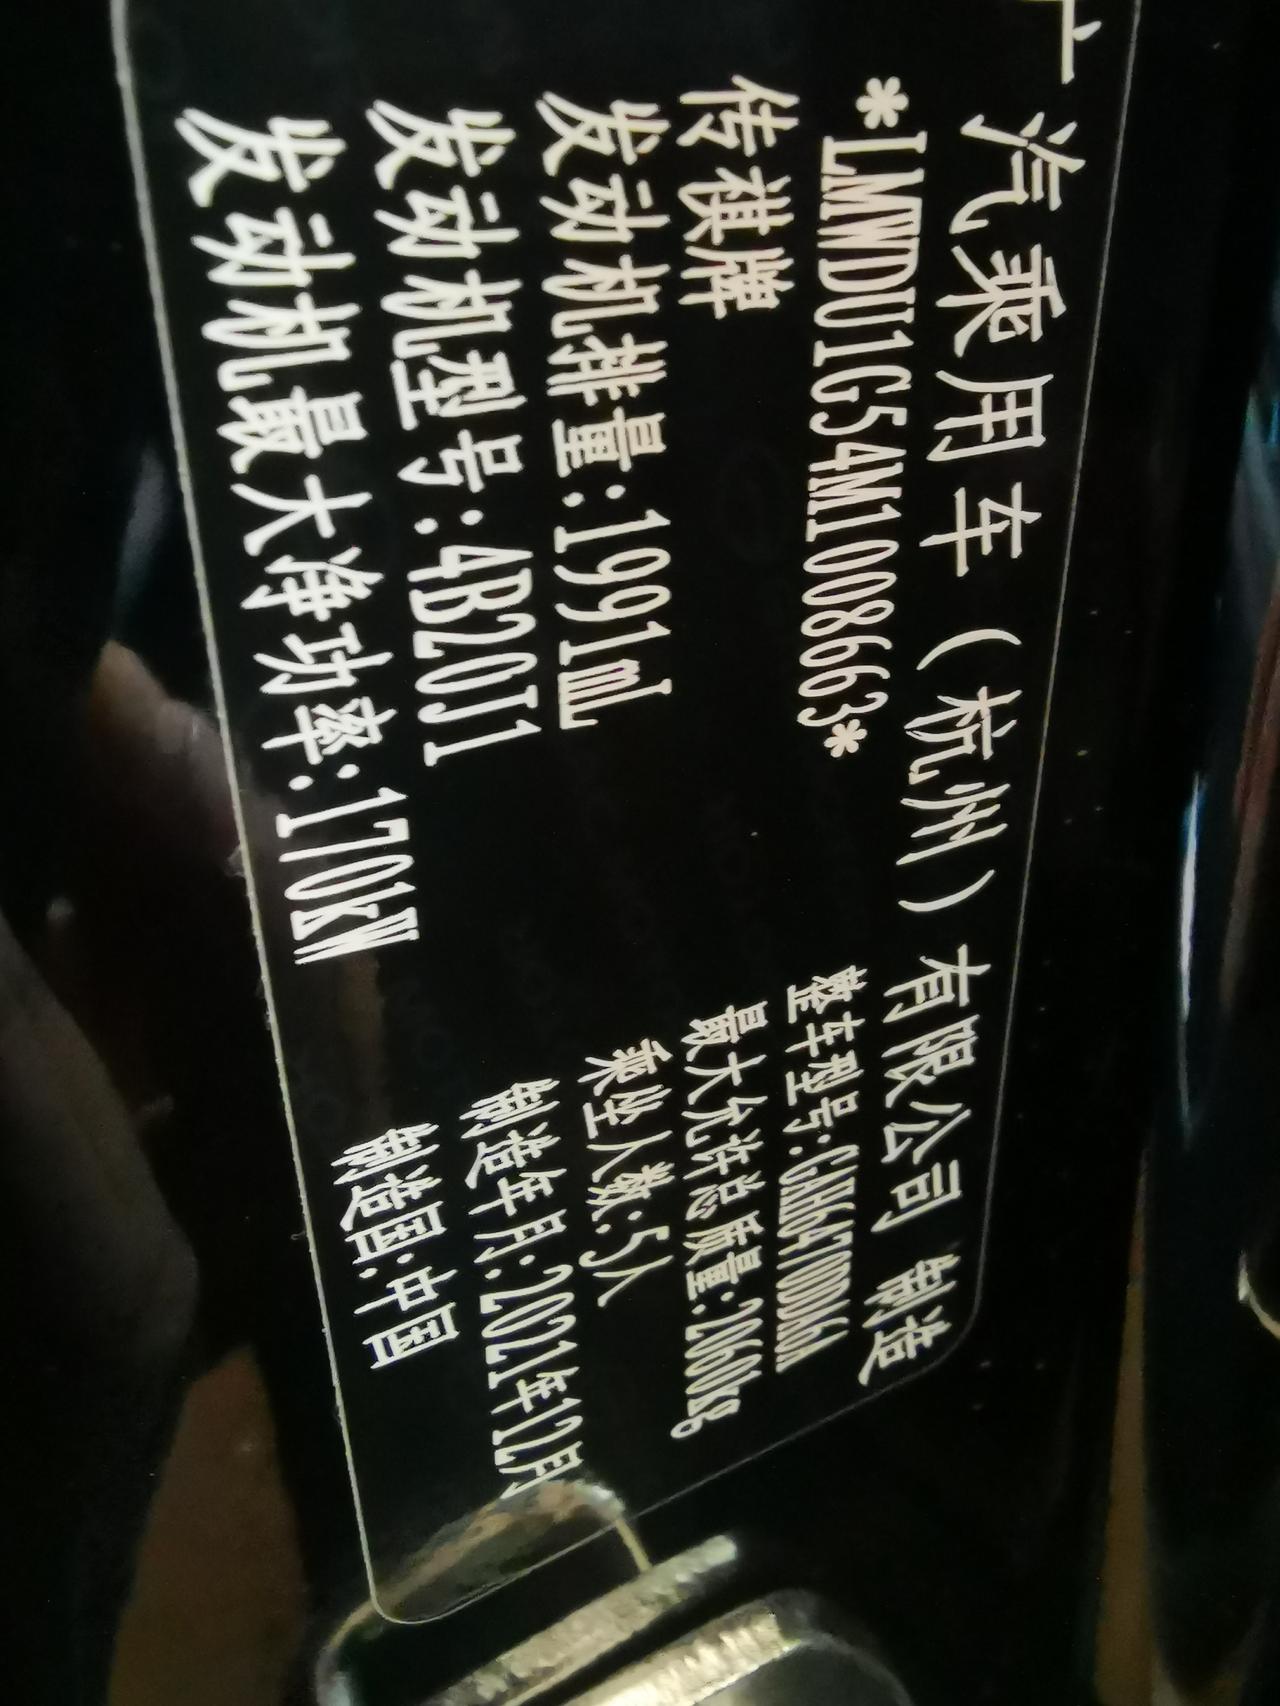 广汽乘用车（杭州）有限公司 制造
*LMWDU1G54M1008663*
整车型号:GAH6470DDU6A
传祺牌
最大允许总质量:2060kg
发动机排量:1991mL
乘坐人数:5人
发动机型号:4B20J1
制造年月:2021年12月
发动机最大净功率:170kW
制造国:中国